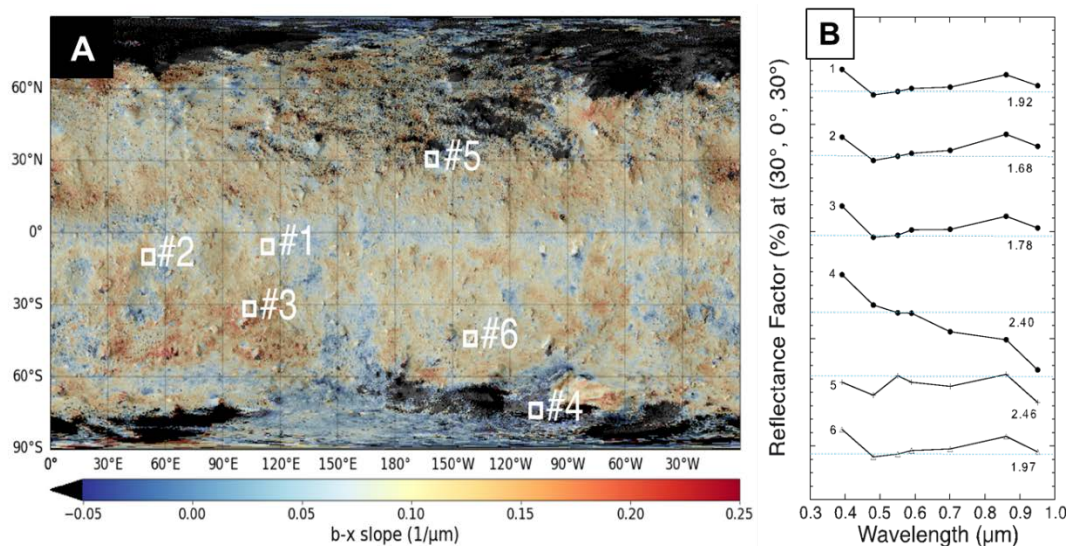 A
60°N
30°N
0°
30°S
60°S
90°S
#5
#1
#2
#3
#6
#4
0° 30°E 60°E 90°E 120°E 150°E 180° 150°W 120°W 90°W 60°W 30°W
−0.05 0.00 0.05 0.10 0.15 0.20 0.25
b-x slope (1/μm)
B
Reflectance Factor (%) at (30°, 0°, 30°)
1
1.92
2
1.68
3
1.78
4
2.40
5
2.46
6
1.97
0.3 0.4 0.5 0.6 0.7 0.8 0.9 1.0
Wavelength (μm)